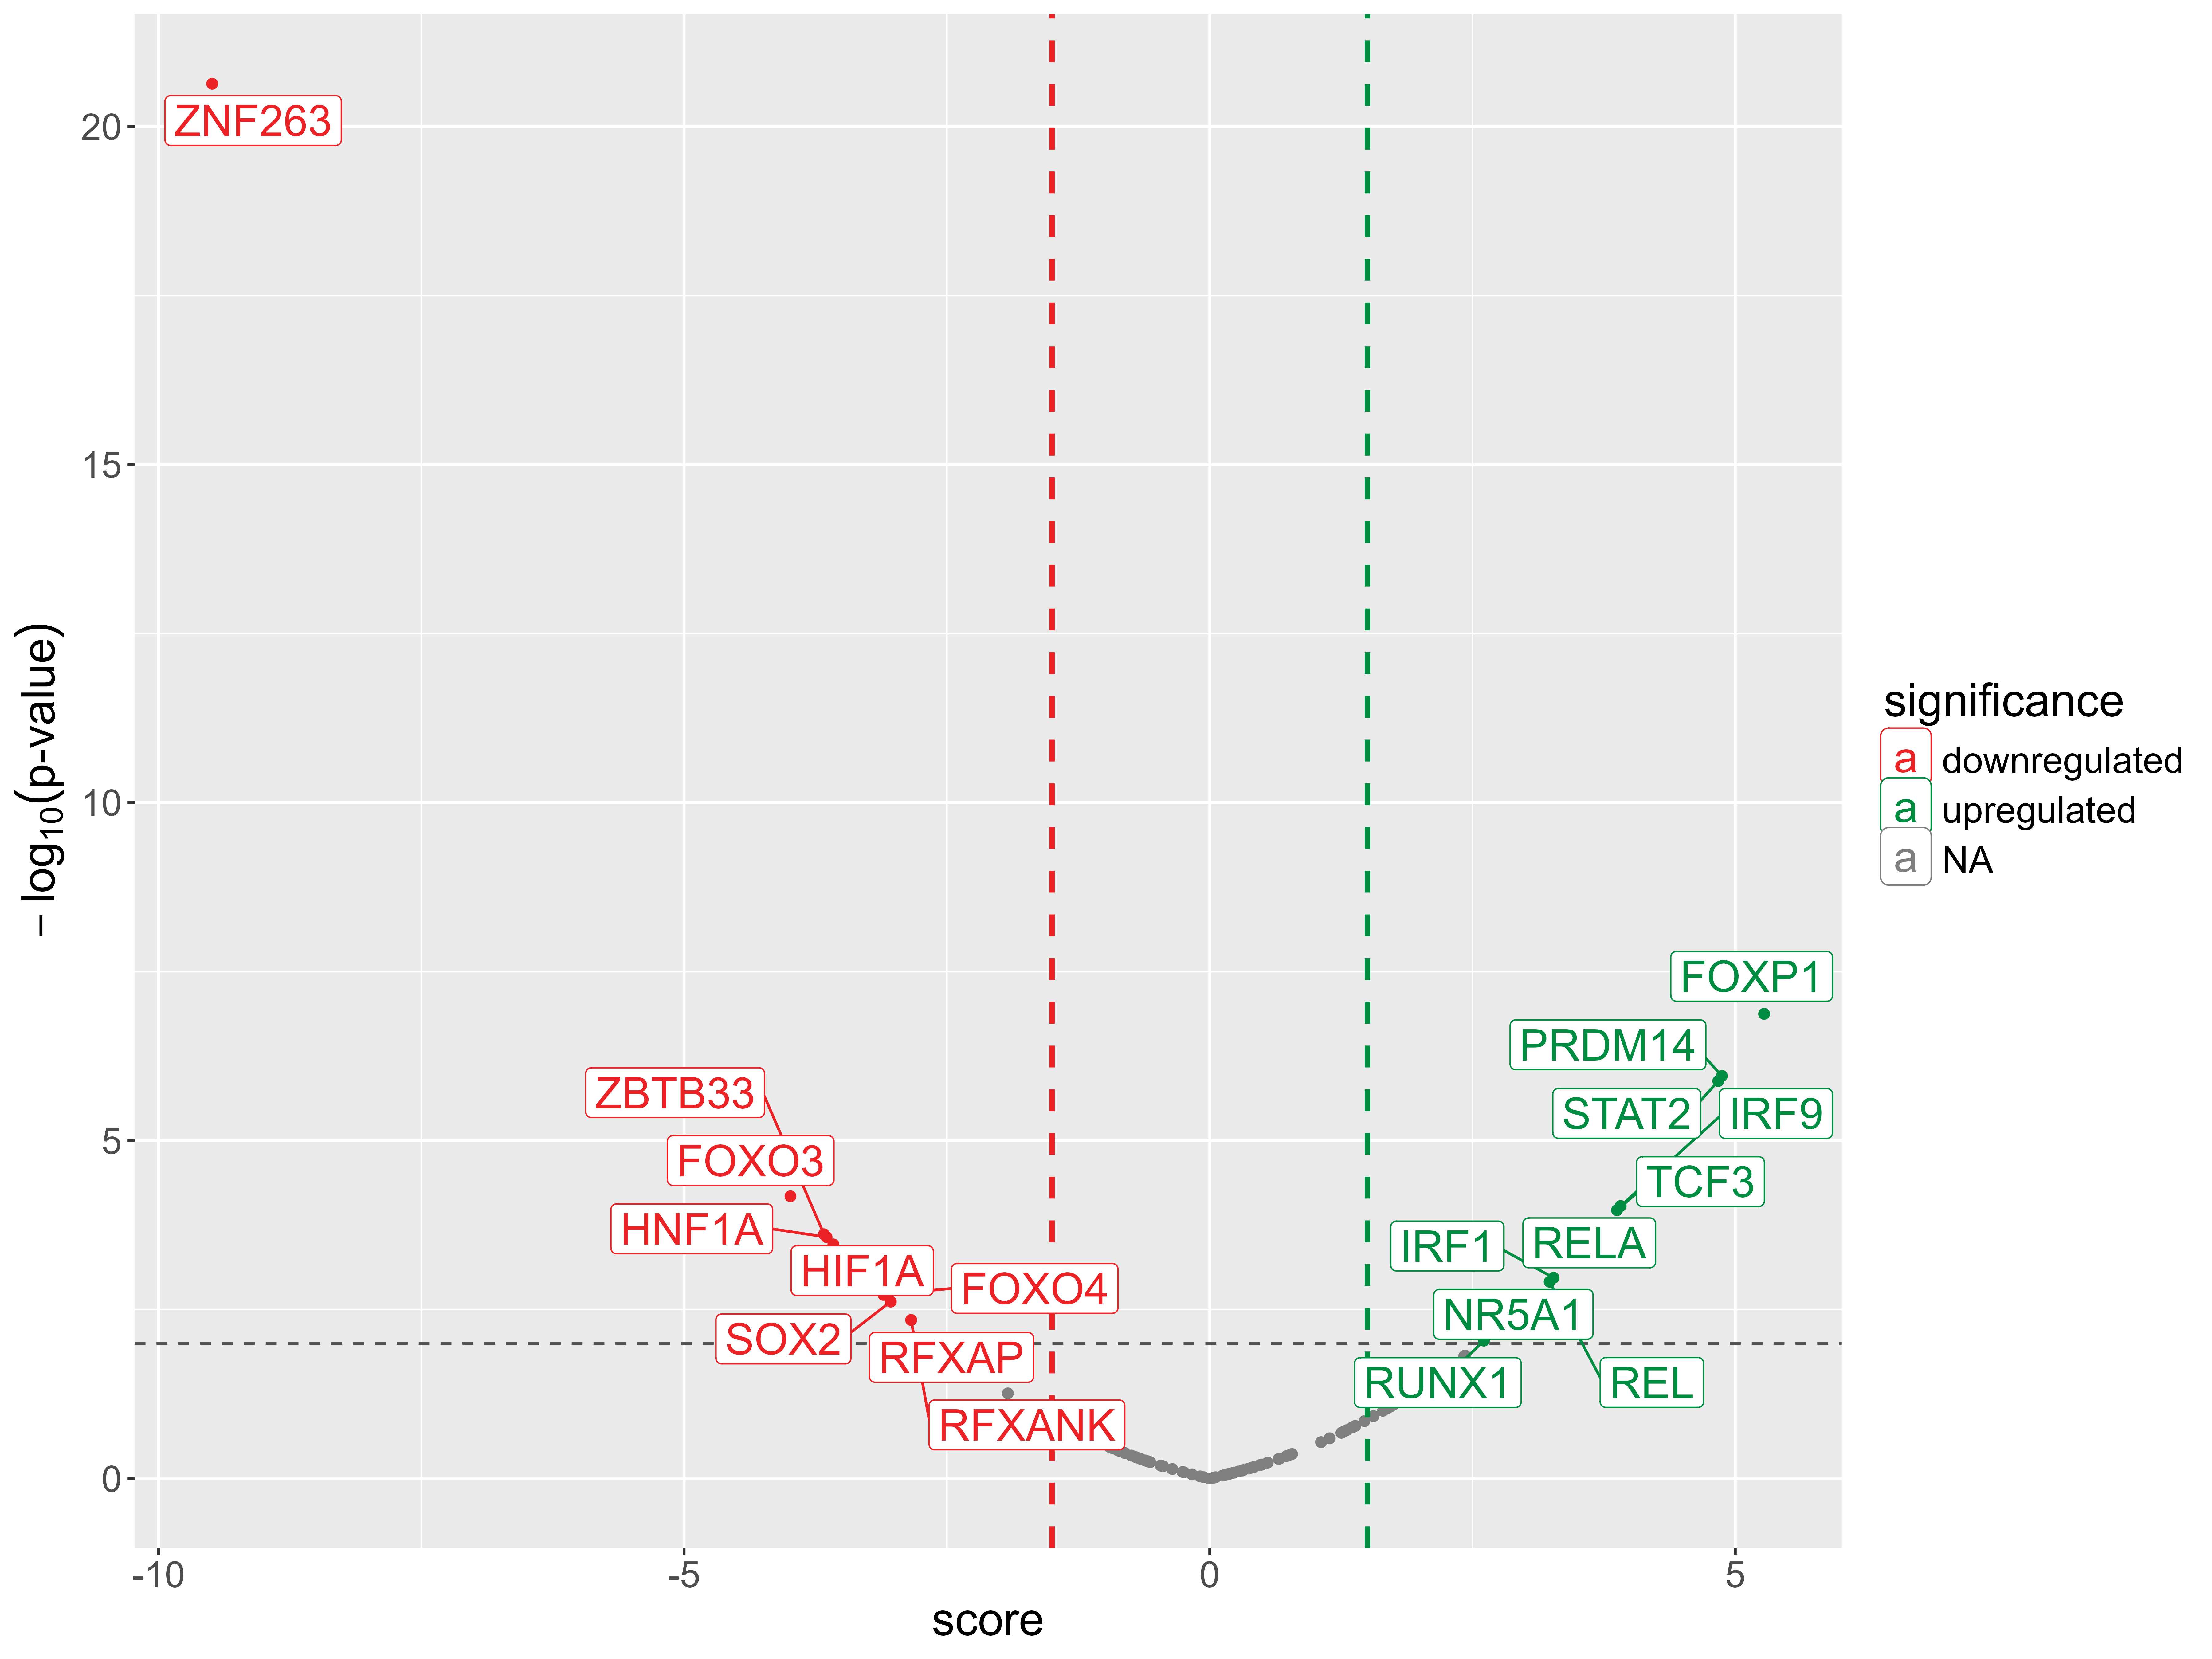 ZNF263
20
15
10
5
0
− log10(p-value)
FOXP1
PRDM14
ZBTB33
STAT2
IRF9
FOXO3
TCF3
HNF1A
IRF1
RELA
HIF1A
FOXO4
NR5A1
SOX2
RFXAP
RUNX1
REL
RFXANK
-10
-5
0
5
score
significance
a downregulated
a upregulated
a NA